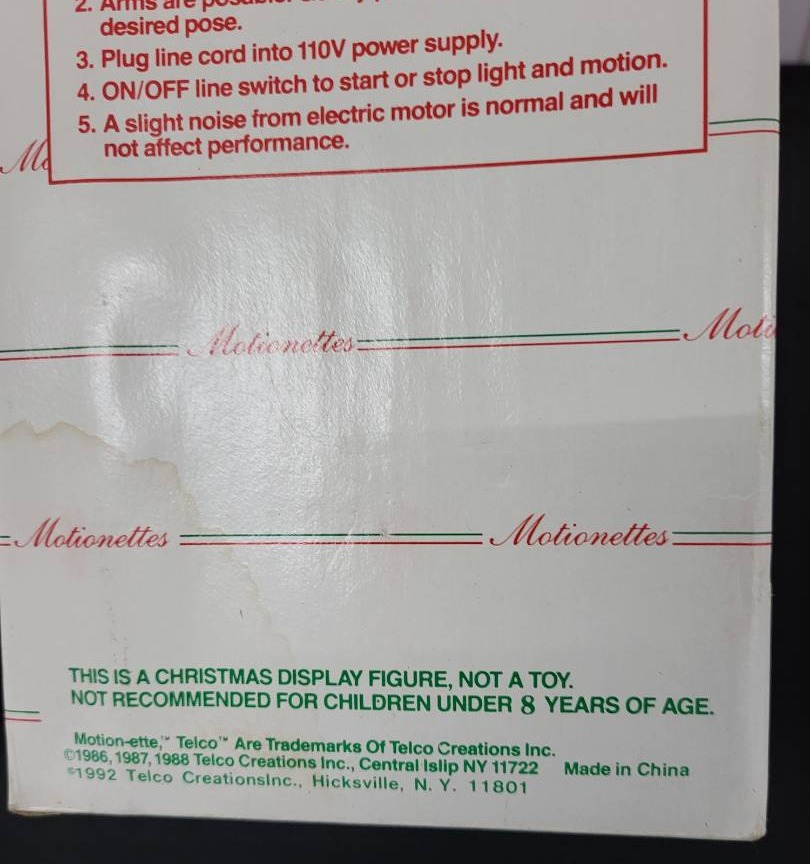 2. Arms are
desired pose.
3. Plug line cord into 110V power supply.
4. ON/OFF line switch to start or stop light and motion.
5. A slight noise from electric motor is normal and will
not affect performance.
Motionettes
Motionettes Motionettes
THIS IS A CHRISTMAS DISPLAY FIGURE, NOT A TOY.
NOT RECOMMENDED FOR CHILDREN UNDER 8 YEARS OF AGE.
Motion-ette,™ Telco™ Are Trademarks Of Telco Creations Inc.
©1986, 1987, 1988 Telco Creations Inc., Central Islip NY 11722 Made in China
©1992 Telco CreationsInc., Hicksville, N. Y. 11801